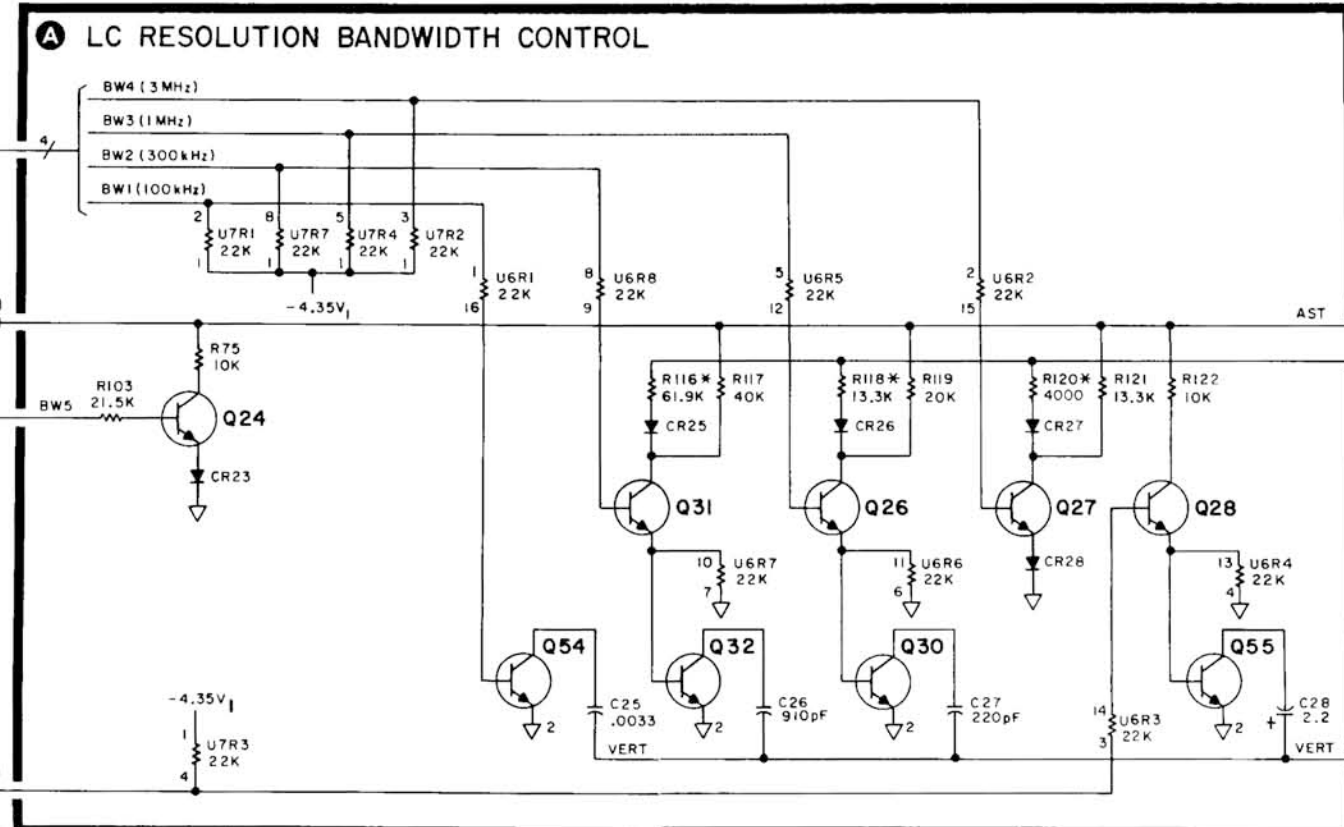 A LC RESOLUTION BANDWIDTH CONTROL
BW4 (3MHz)
BW3 (1MHz)
4/
BW2 (300kHz)
BW1 (100kHz)
2 8 5 3
U7R1 22K
U7R7 22K
U7R4 22K
U7R2 22K
1 1 1 1
-4.35V1
1 U6R1 22K 16
8 U6R8 22K 9
5 U6R5 22K 12
2 U6R2 22K 15
AST
R75 10K
R103 21.5K
BW5
Q24
CR23
R116* 61.9K
R117 40K
R118* 13.3K
R119 20K
R120* 4000
R121 13.3K
R122 10K
CR25
CR26
CR27
Q31
Q26
Q27
Q28
CR28
10 U6R7 22K 7
11 U6R6 22K 6
13 U6R4 22K 4
Q54
Q32
Q30
Q55
2
C25 .0033
C26 910pF
2
C27 220pF
2
14 U6R3 22K 3
2
C28 2.2
+
VERT
VERT
-4.35V1
1 U7R3 22K 4